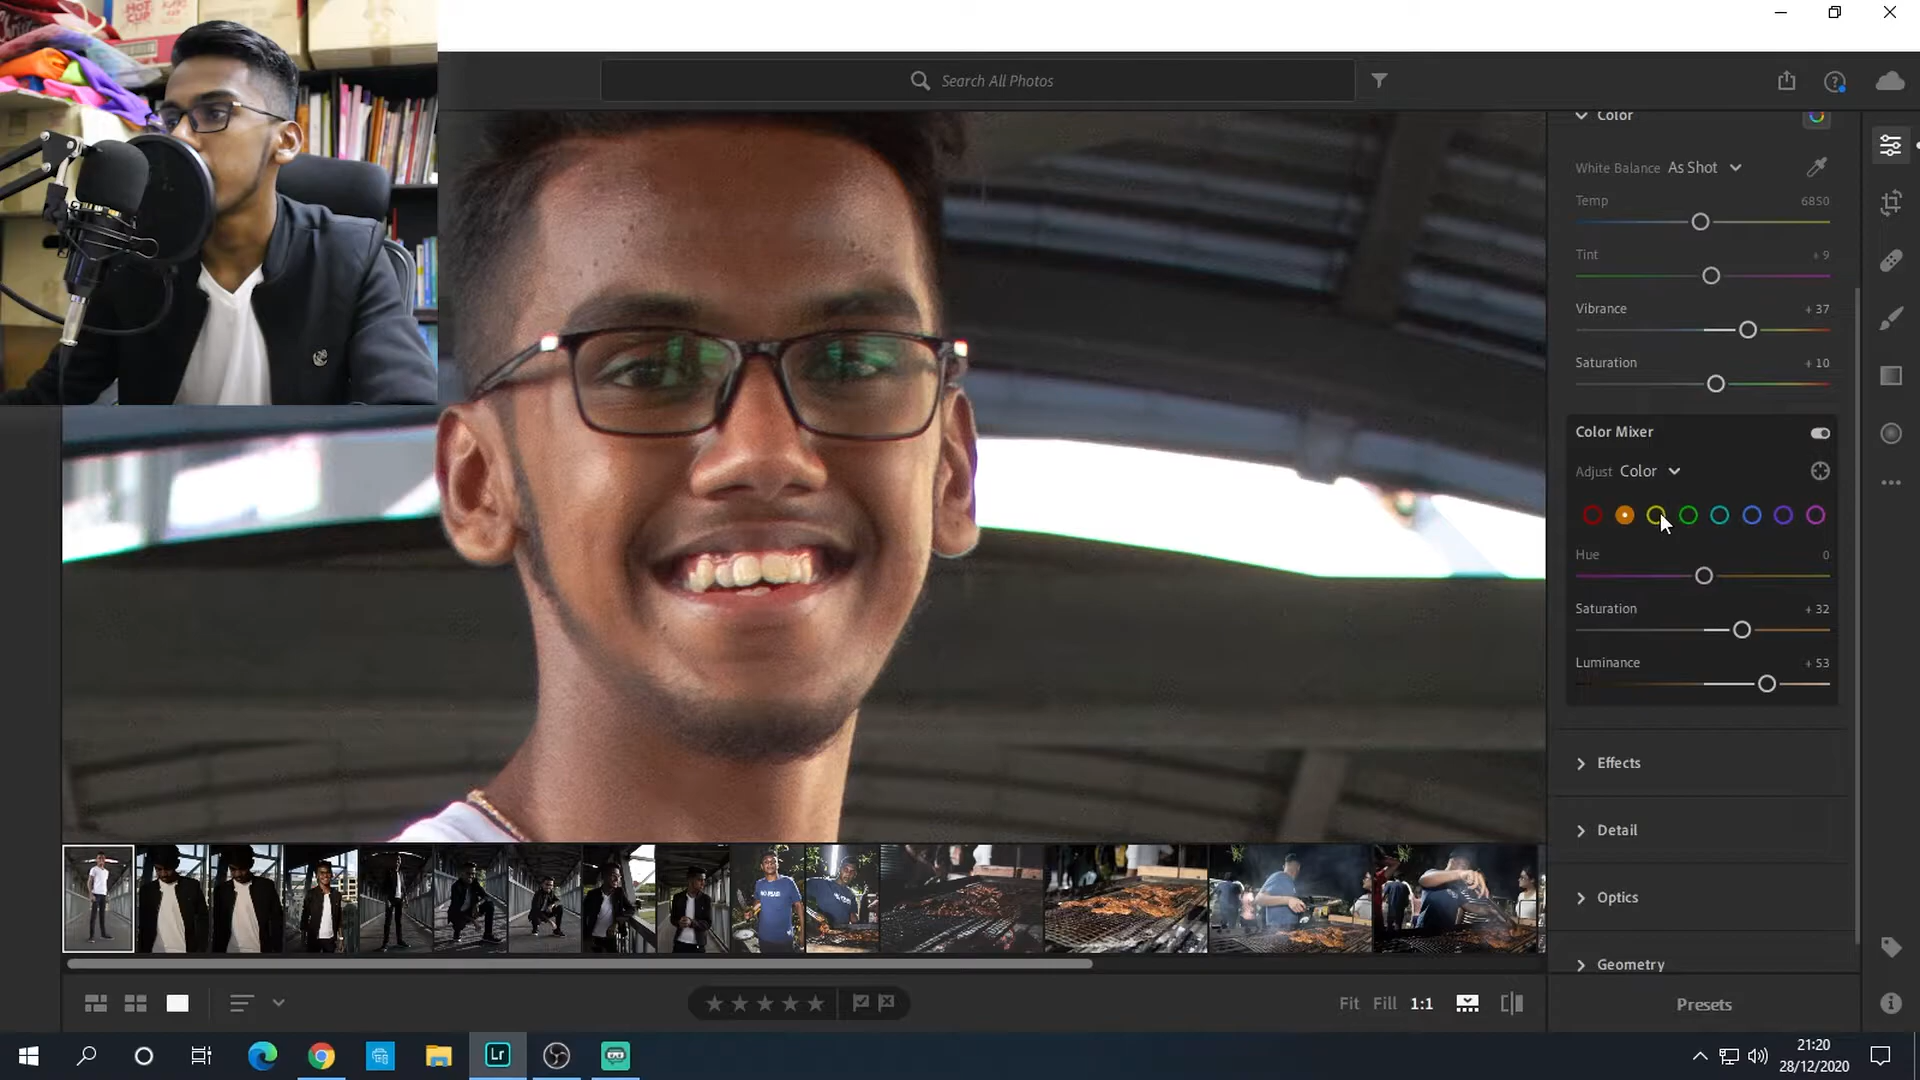 HOT
CUP
Search All Photos
Color
White Balance As Shot
Temp 6850
Tint + 9
Vibrance + 37
Saturation + 10
Color Mixer
Adjust Color
Hue 0
Saturation + 32
Luminance + 53
Effects
Detail
Optics
Geometry
Fit Fill 1:1
Presets
Lr
21:20
28/12/2020